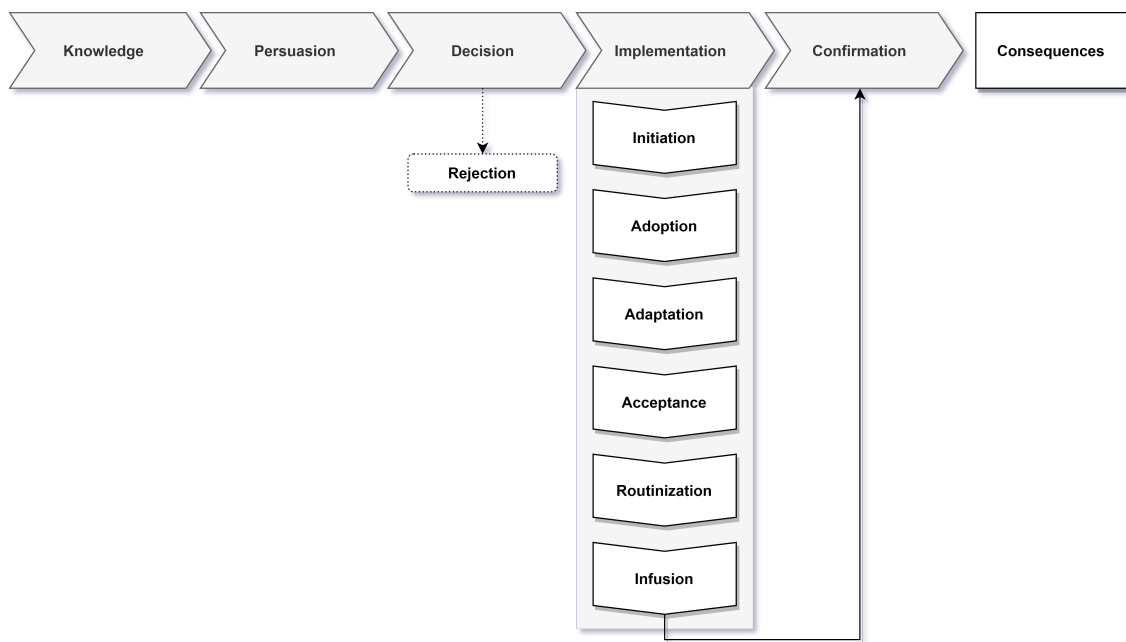 Knowledge
Persuasion
Decision
Implementation
Confirmation
Consequences
Rejection
Initiation
Adoption
Adaptation
Acceptance
Routinization
Infusion